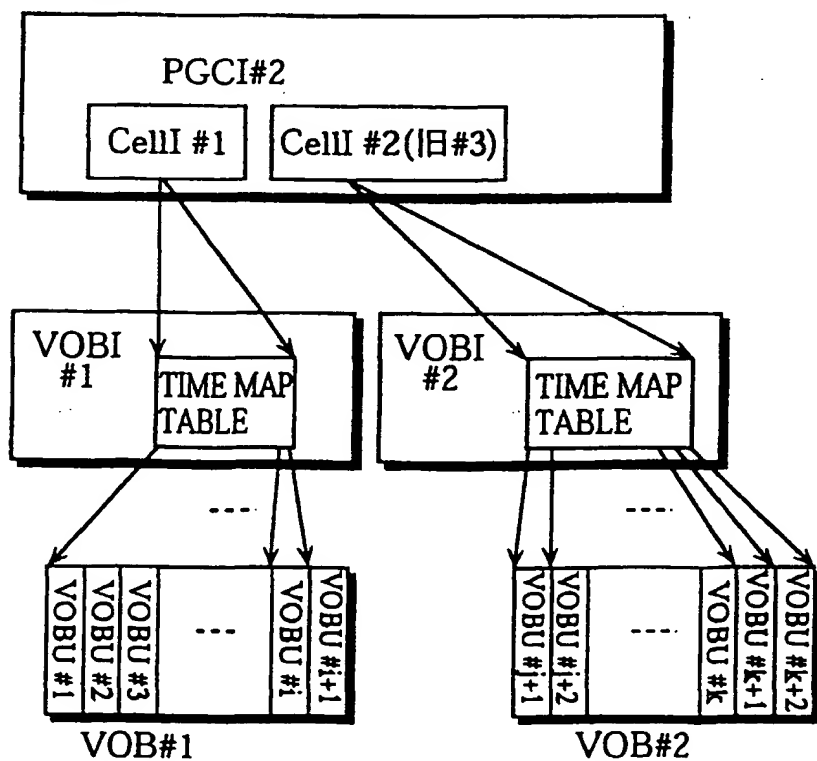 PGCI#2
CellI #1
CellI #2(旧#3)
VOBI
#1
TIME MAP
TABLE
VOBI
#2
TIME MAP
TABLE
VOBU #1
VOBU #2
VOBU #3
VOBU #i
VOBU #i+1
VOBU #j+1
VOBU #j+2
VOBU #k
VOBU #k+1
VOBU #k+2
VOB#1
VOB#2